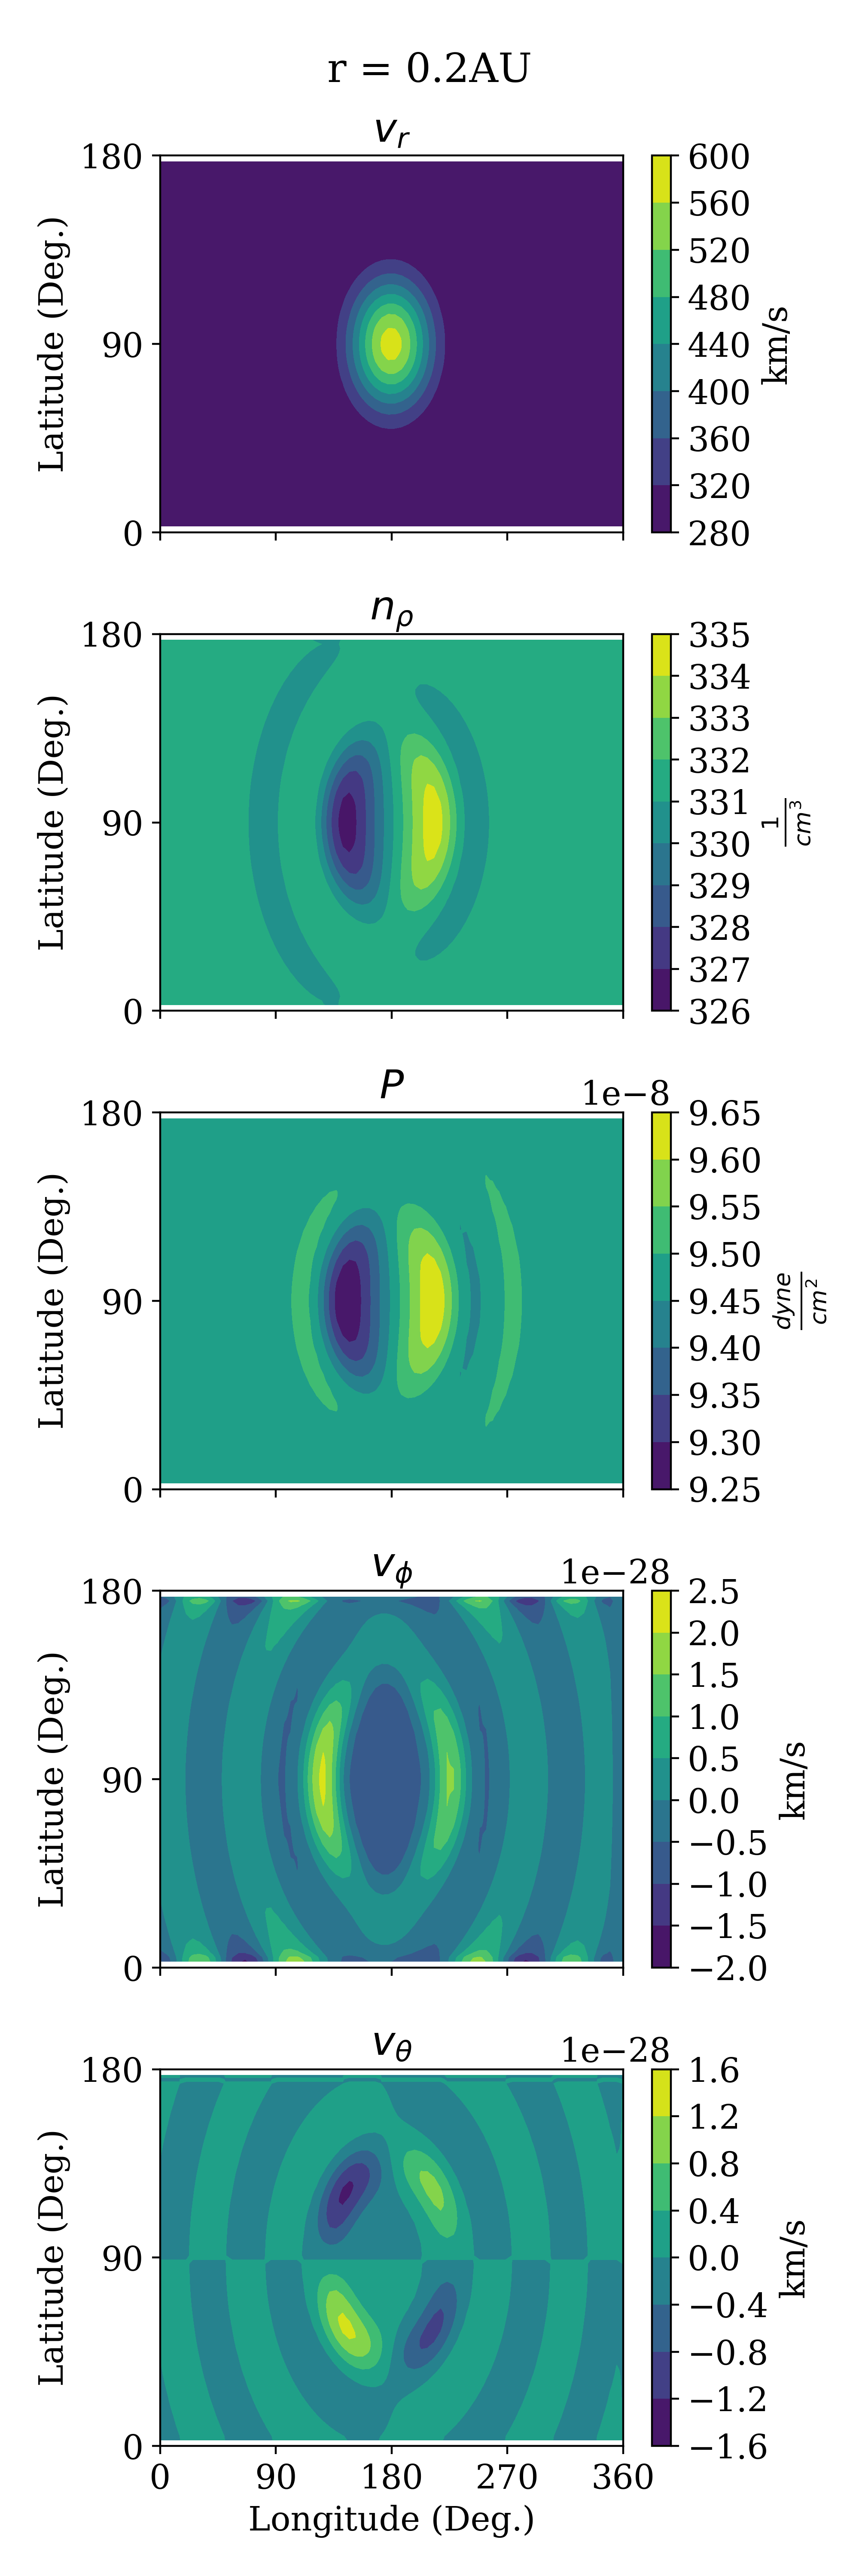 r = 0.2AU
v_r
180
90
0
Latitude (Deg.)
600
560
520
480
440
400
360
320
280
km/s
n_ρ
180
90
0
Latitude (Deg.)
335
334
333
332
331
330
329
328
327
326
1/cm³
P
1e−8
180
90
0
Latitude (Deg.)
9.65
9.60
9.55
9.50
9.45
9.40
9.35
9.30
9.25
dyne/cm²
v_ϕ
1e−28
180
90
0
Latitude (Deg.)
2.5
2.0
1.5
1.0
0.5
0.0
−0.5
−1.0
−1.5
−2.0
km/s
v_θ
1e−28
180
90
0
Latitude (Deg.)
1.6
1.2
0.8
0.4
0.0
−0.4
−0.8
−1.2
−1.6
km/s
0 90 180 270 360
Longitude (Deg.)